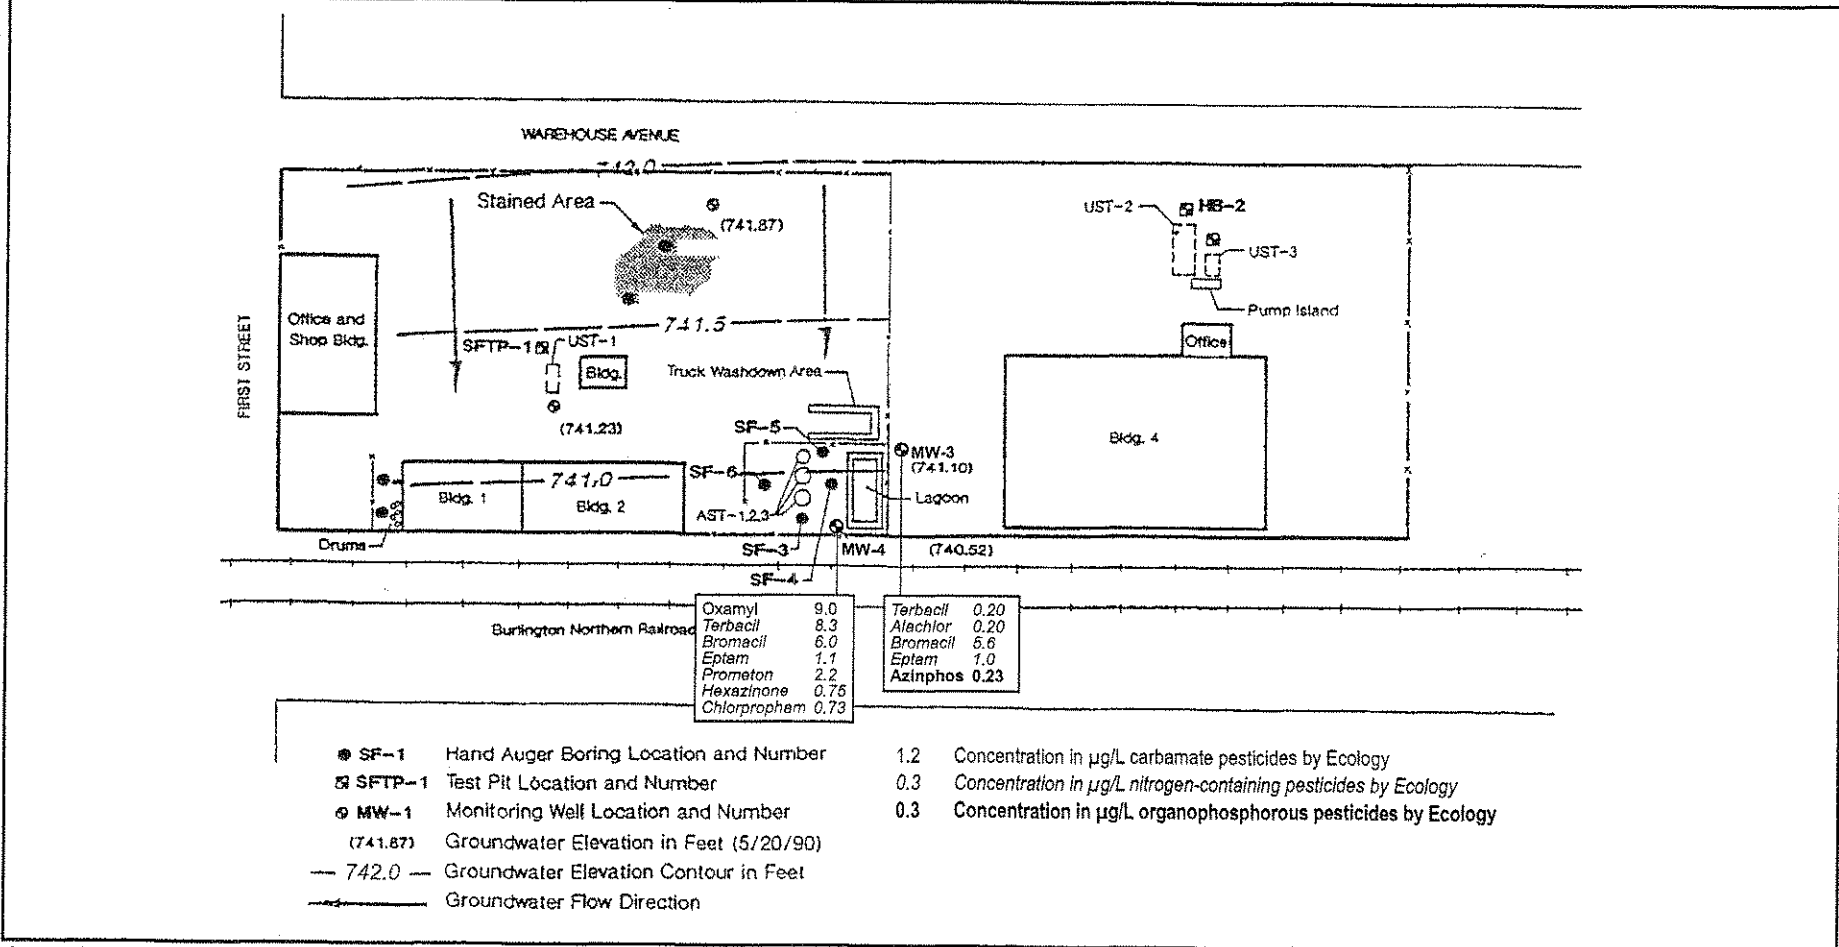 WAREHOUSE AVENUE
742.0
Stained Area
(741.87)
UST-2
HB-2
UST-3
Pump Island
Office and
Shop Bldg.
FIRST STREET
741.5
SFTP-1
UST-1
Bldg.
Truck Washdown Area
Office
(741.23)
SF-5
Bldg. 4
MW-3
(741.10)
SF-6
741.0
Bldg. 1
Bldg. 2
Lagoon
AST-1,2,3
Drums
SF-3
MW-4
(740.52)
SF-4
Burlington Northern Railroad
Oxamyl 9.0
Terbacil 8.3
Bromacil 6.0
Eptam 1.1
Prometon 2.2
Hexazinone 0.75
Chlorpropham 0.73
Terbacil 0.20
Alachlor 0.20
Bromacil 5.6
Eptam 1.0
Azinphos 0.23
SF-1 Hand Auger Boring Location and Number
SFTP-1 Test Pit Location and Number
MW-1 Monitoring Well Location and Number
(741.87) Groundwater Elevation in Feet (5/20/90)
— 742.0 — Groundwater Elevation Contour in Feet
Groundwater Flow Direction
1.2 Concentration in µg/L carbamate pesticides by Ecology
0.3 Concentration in µg/L nitrogen-containing pesticides by Ecology
0.3 Concentration in µg/L organophosphorous pesticides by Ecology